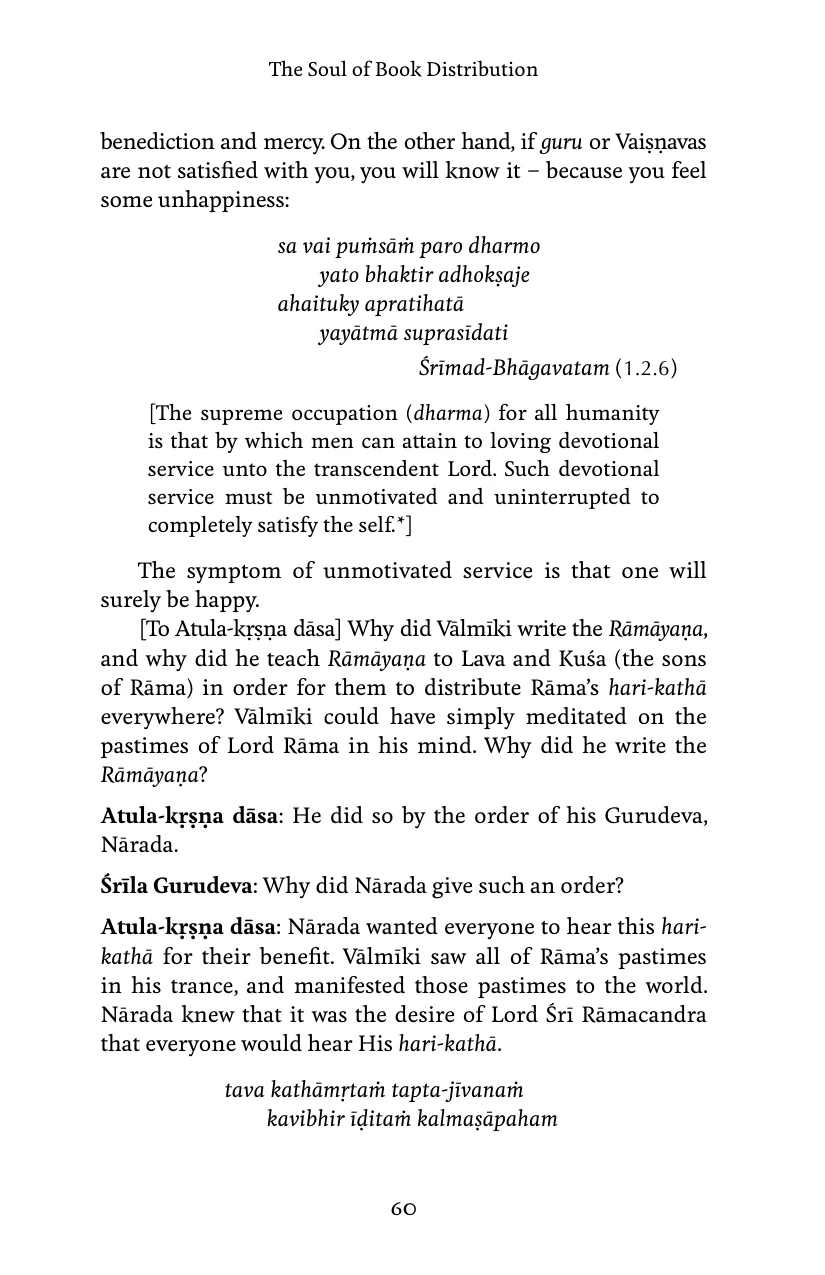 The Soul of Book Distribution
benediction and mercy. On the other hand, if guru or Vaiṣṇavas
are not satisfied with you, you will know it – because you feel
some unhappiness:
sa vai puṁsāṁ paro dharmo
yato bhaktir adhokṣaje
ahaituky apratihatā
yayātmā suprasīdati
Śrīmad-Bhāgavatam (1.2.6)
[The supreme occupation (dharma) for all humanity
is that by which men can attain to loving devotional
service unto the transcendent Lord. Such devotional
service must be unmotivated and uninterrupted to
completely satisfy the self.*]
The symptom of unmotivated service is that one will
surely be happy.
[To Atula-kṛṣṇa dāsa] Why did Vālmīki write the Rāmāyaṇa,
and why did he teach Rāmāyaṇa to Lava and Kuśa (the sons
of Rāma) in order for them to distribute Rāma’s hari-kathā
everywhere? Vālmīki could have simply meditated on the
pastimes of Lord Rāma in his mind. Why did he write the
Rāmāyaṇa?
Atula-kṛṣṇa dāsa: He did so by the order of his Gurudeva,
Nārada.
Śrīla Gurudeva: Why did Nārada give such an order?
Atula-kṛṣṇa dāsa: Nārada wanted everyone to hear this hari-
kathā for their benefit. Vālmīki saw all of Rāma’s pastimes
in his trance, and manifested those pastimes to the world.
Nārada knew that it was the desire of Lord Śrī Rāmacandra
that everyone would hear His hari-kathā.
tava kathāmṛtaṁ tapta-jīvanaṁ
kavibhir īḍitaṁ kalmaṣāpaham
60